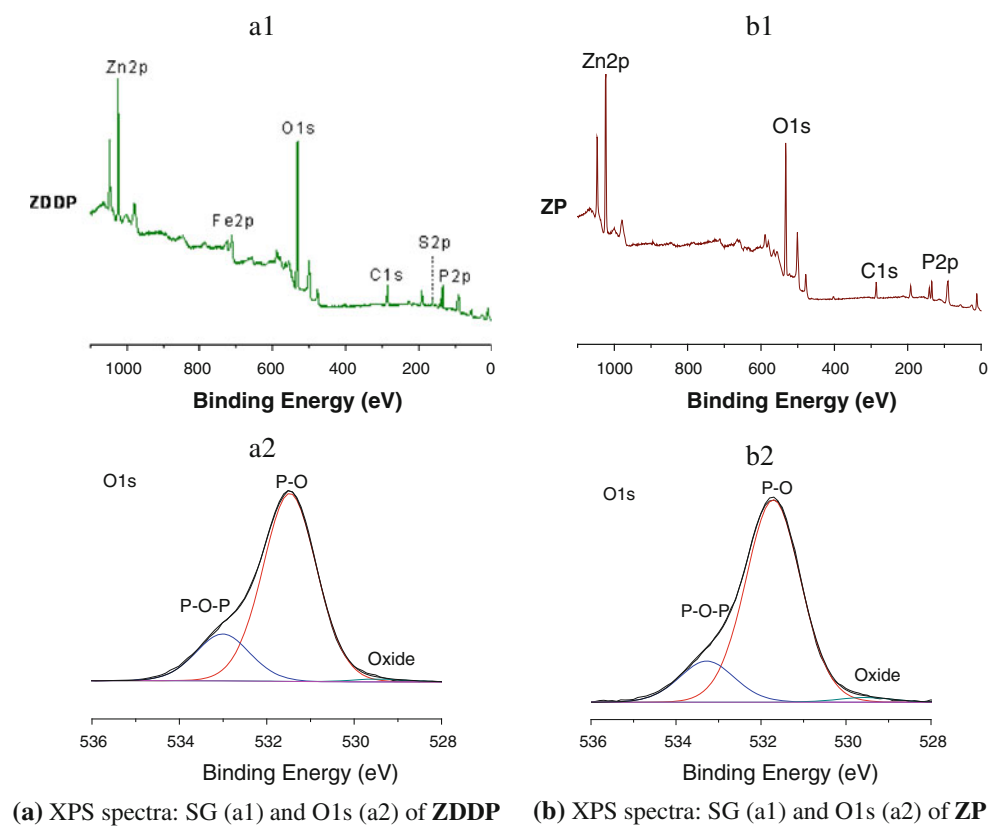 a1
Zn2p
O1s
ZDDP
Fe2p
S2p
C1s
P2p
1000 800 600 400 200 0
Binding Energy (eV)
b1
Zn2p
O1s
ZP
C1s
P2p
1000 800 600 400 200 0
Binding Energy (eV)
a2
O1s
P-O
P-O-P
Oxide
536 534 532 530 528
Binding Energy (eV)
b2
O1s
P-O
P-O-P
Oxide
536 534 532 530 528
Binding Energy (eV)
(a) XPS spectra: SG (a1) and O1s (a2) of ZDDP
(b) XPS spectra: SG (a1) and O1s (a2) of ZP